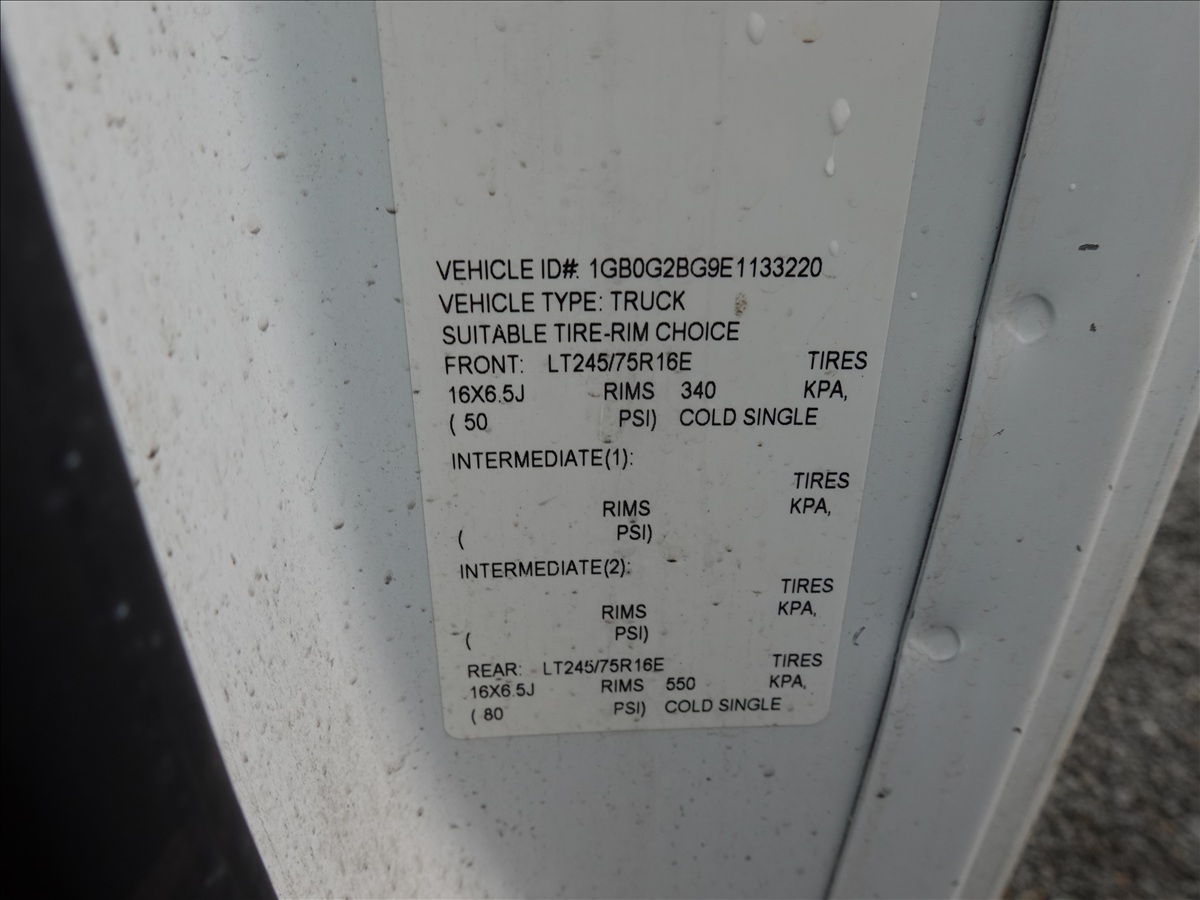 VEHICLE ID#: 1GB0G2BG9E1133220
VEHICLE TYPE: TRUCK
SUITABLE TIRE-RIM CHOICE
FRONT: LT245/75R16E TIRES
16X6.5J RIMS 340 KPA,
( 50 PSI) COLD SINGLE
INTERMEDIATE(1):
TIRES
RIMS KPA,
( PSI)
INTERMEDIATE(2):
TIRES
RIMS KPA,
( PSI)
REAR: LT245/75R16E TIRES
16X6.5J RIMS 550 KPA,
( 80 PSI) COLD SINGLE